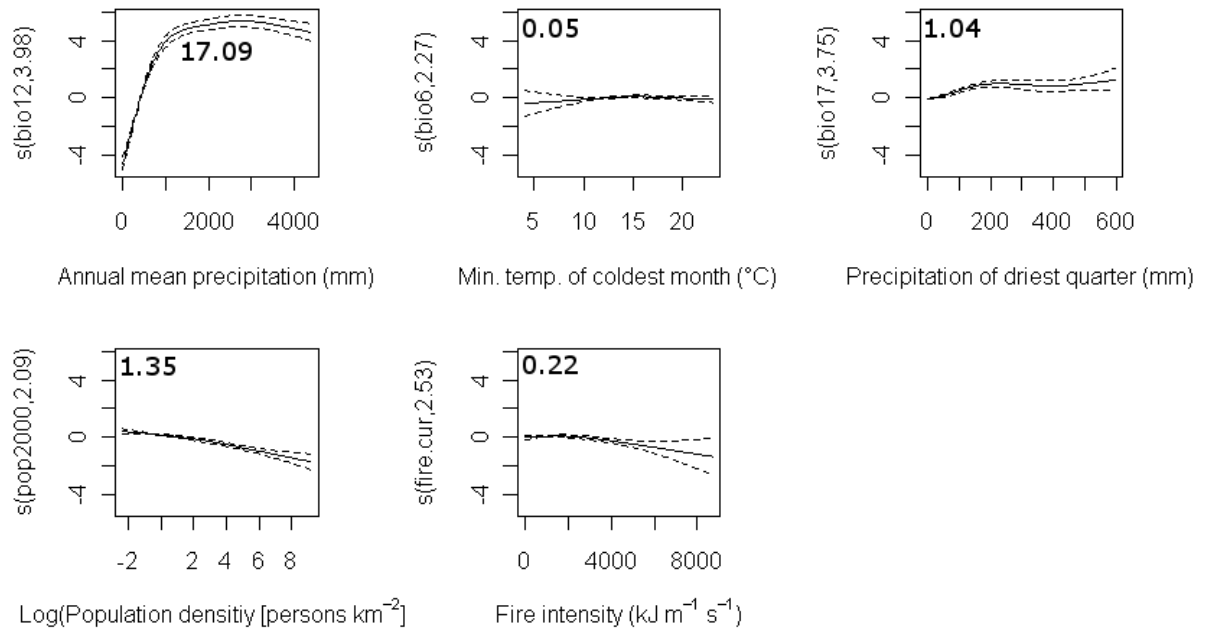 s(bio12,3.98)
4
0
-4
17.09
0 2000 4000
Annual mean precipitation (mm)
s(bio6,2.27)
4
0
-4
0.05
5 10 15 20
Min. temp. of coldest month (°C)
s(bio17,3.75)
4
0
-4
1.04
0 200 400 600
Precipitation of driest quarter (mm)
s(pop2000,2.09)
4
0
-4
1.35
-2 2 4 6 8
Log(Population densitiy [persons km⁻²]
s(fire.cur,2.53)
4
0
-4
0.22
0 4000 8000
Fire intensity (kJ m⁻¹ s⁻¹)